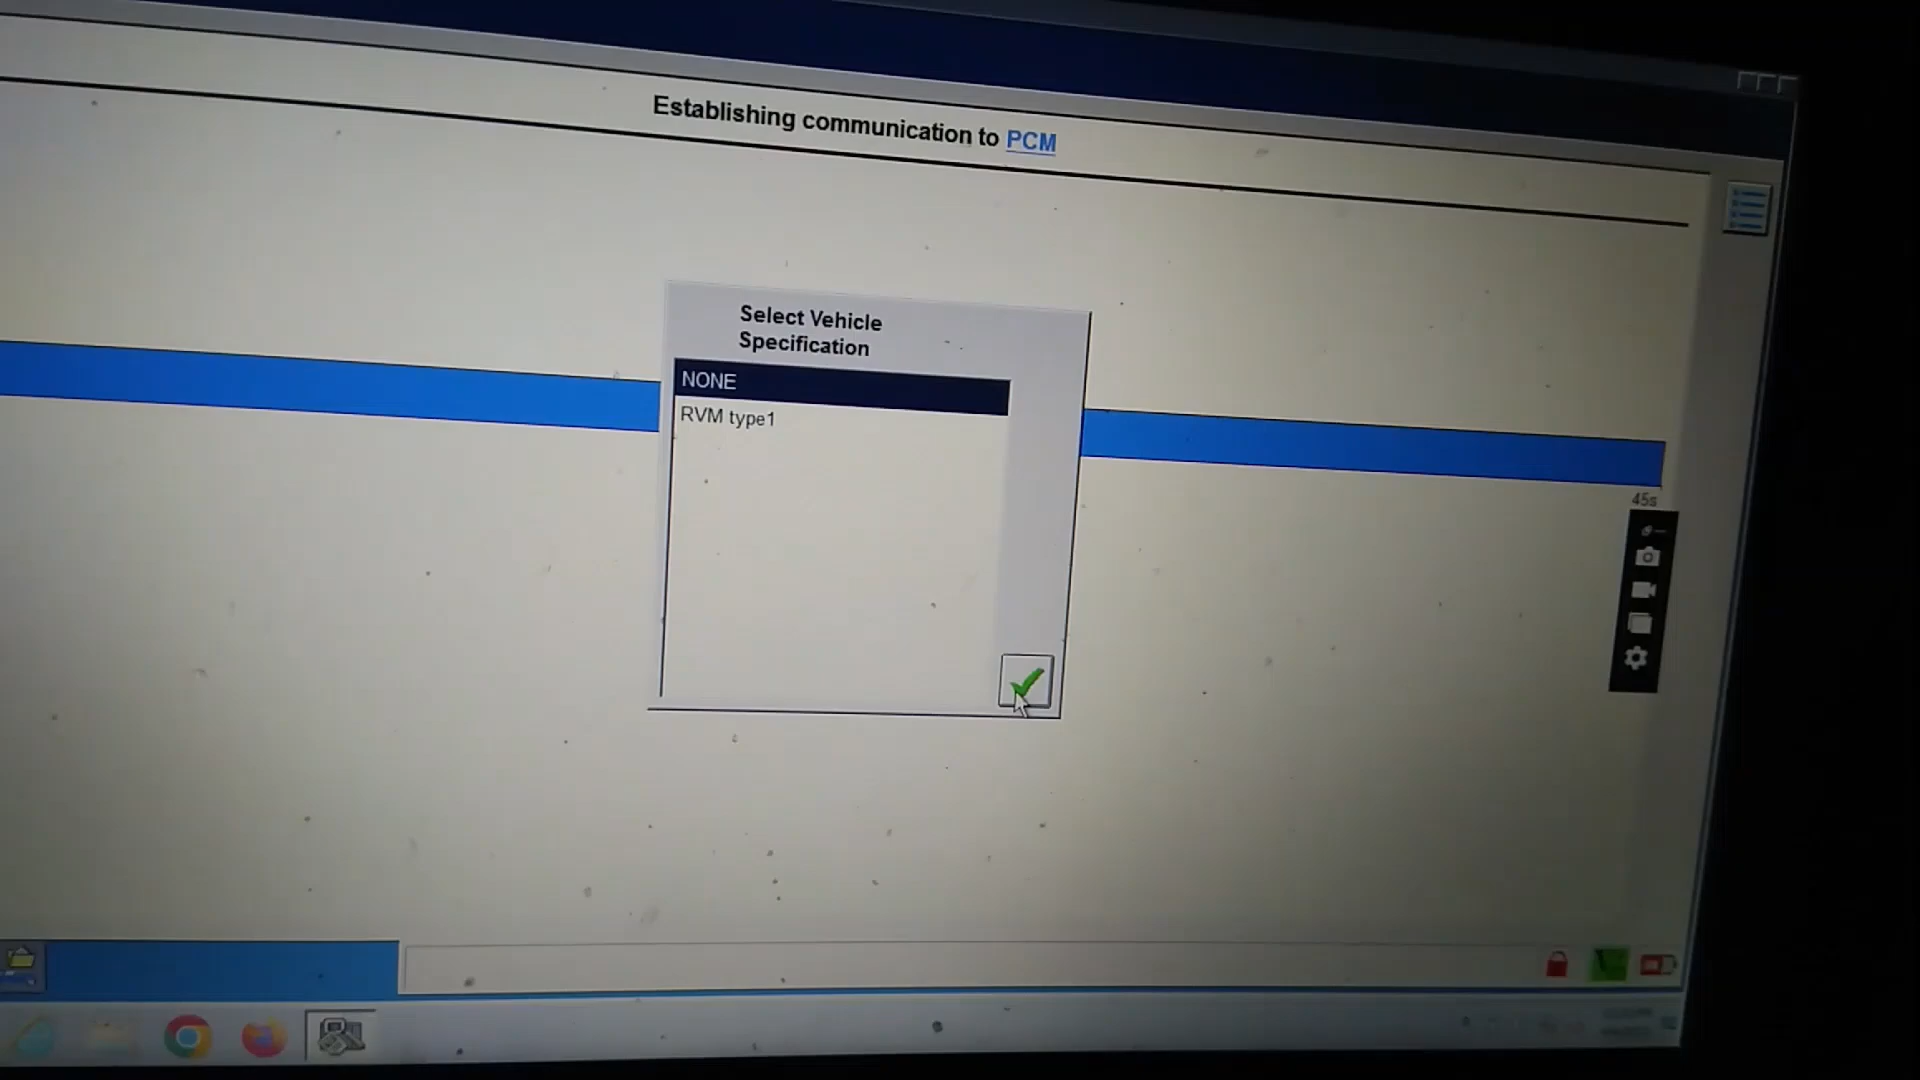 Establishing communication to PCM
Select Vehicle
Specification
NONE
RVM type1
45s